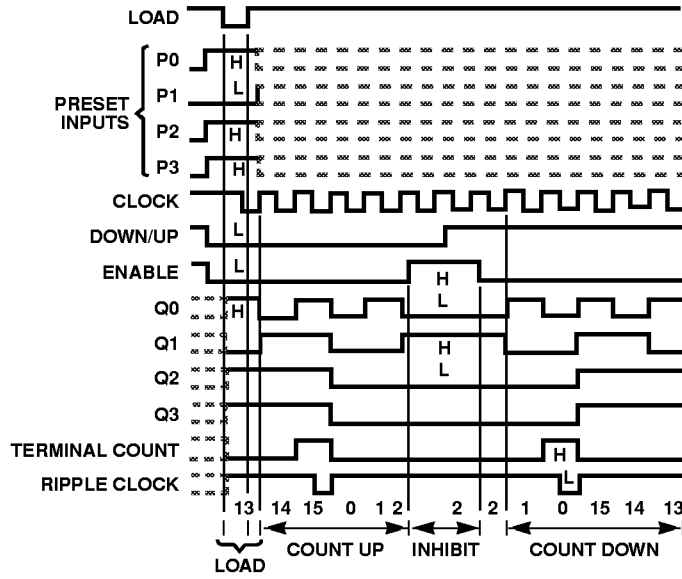 LOAD
PRESET
INPUTS
P0 H
P1 L
P2 H
P3 H
CLOCK
DOWN/UP L
ENABLE L H
Q0 H L
Q1 H
Q2 L
Q3
TERMINAL COUNT H
RIPPLE CLOCK L
13 14 15 0 1 2 2 2 1 0 15 14 13
COUNT UP INHIBIT COUNT DOWN
LOAD